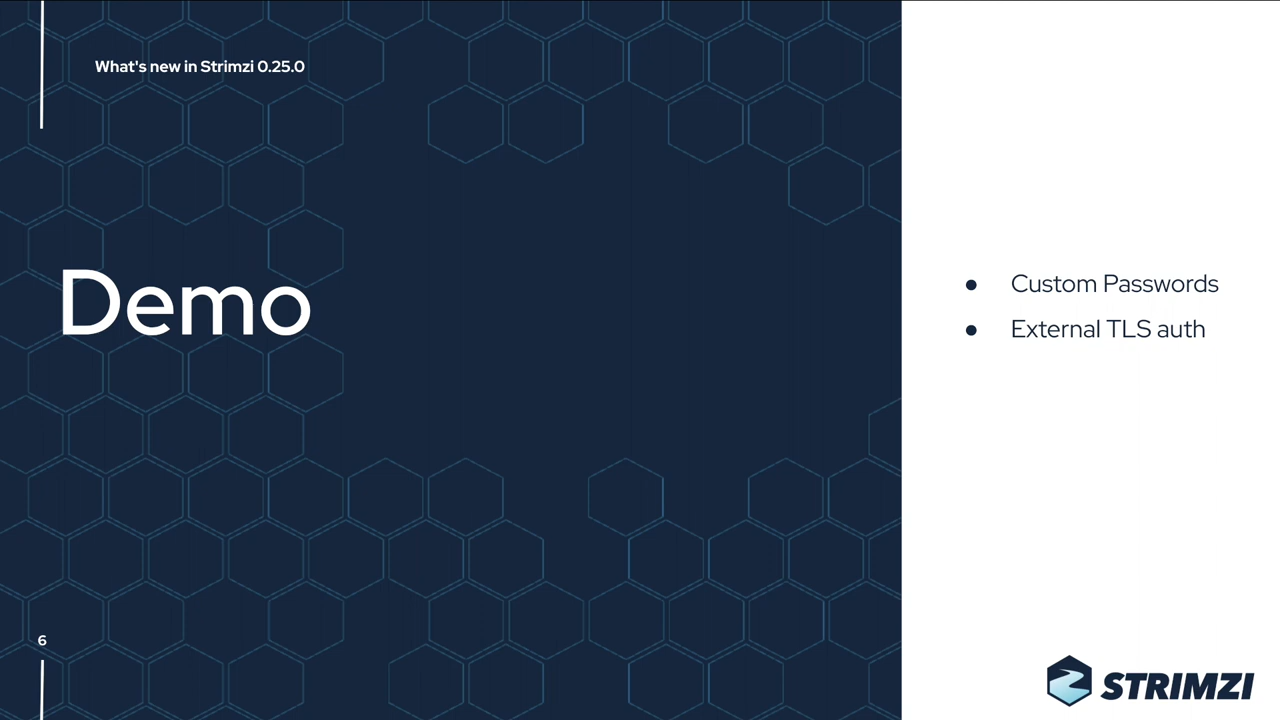 What's new in Strimzi 0.25.0
Demo
● Custom Passwords
● External TLS auth
6
STRIMZI